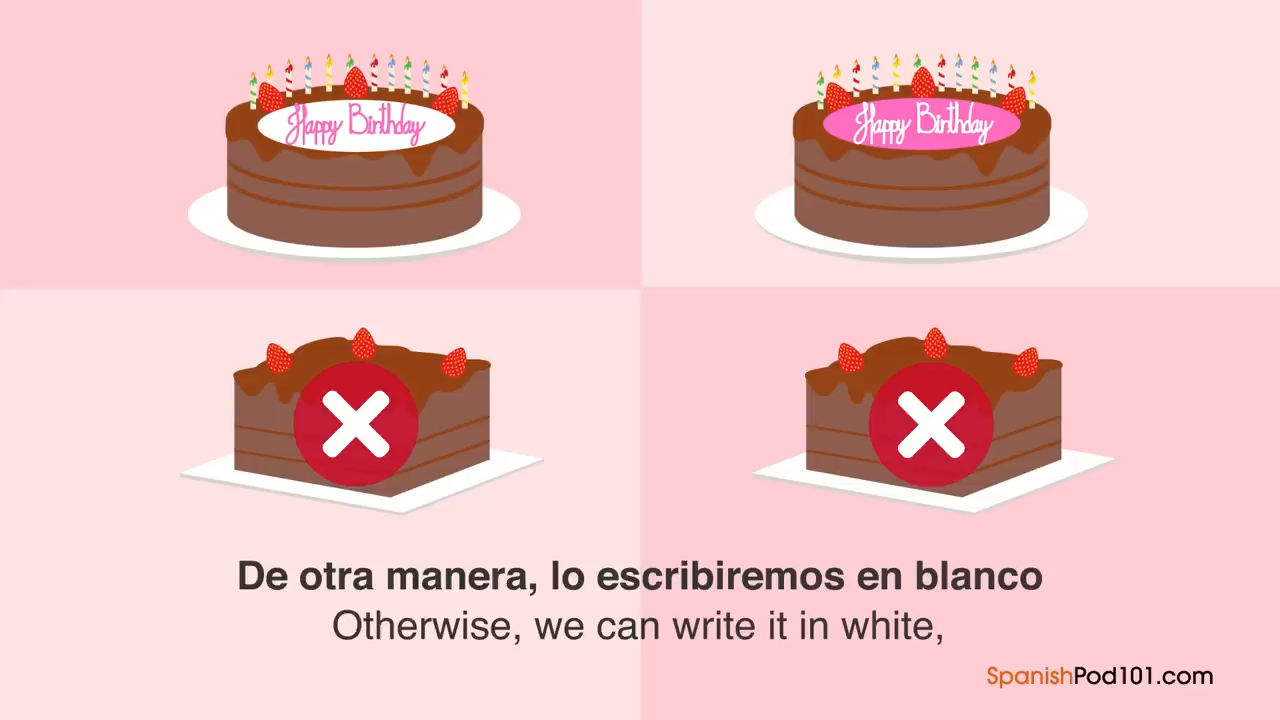 Happy Birthday
Happy Birthday
De otra manera, lo escribiremos en blanco
Otherwise, we can write it in white,
SpanishPod101.com